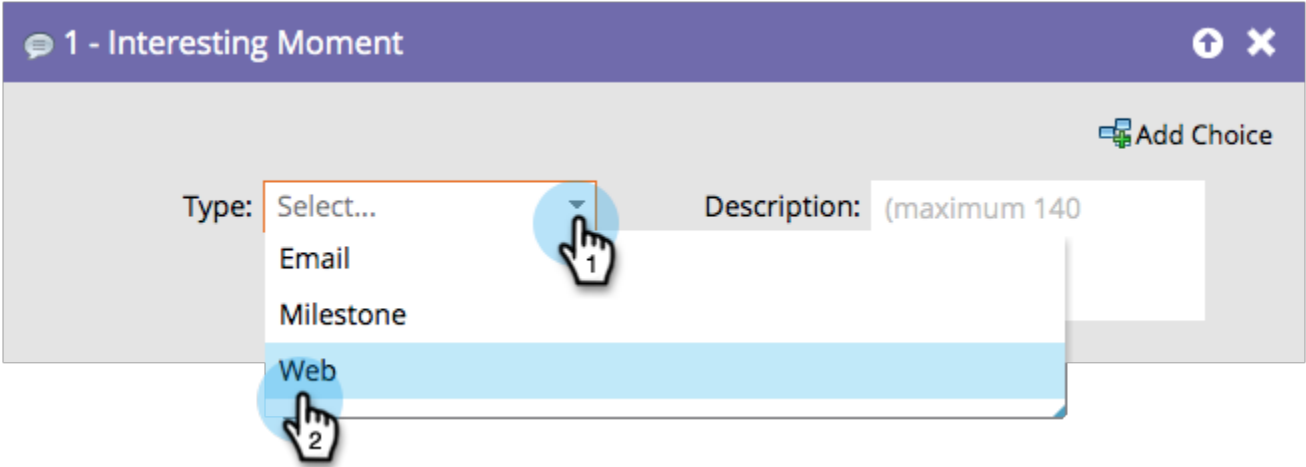 1 - Interesting Moment
Add Choice
Type: Select... Description: (maximum 140
Email
1
Milestone
Web
2